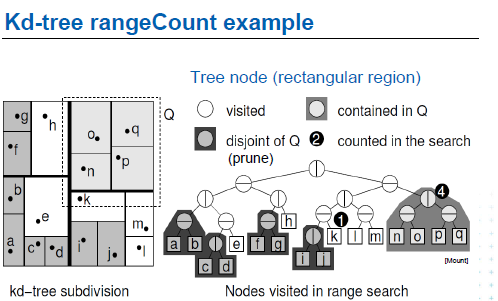 Kd-tree rangeCount example
Tree node (rectangular region)
Q
visited
contained in Q
disjoint of Q
(prune)
2 counted in the search
g
h
f
o
q
n
p
b
k
e
m
a
c
d
i
j
l
4
1
h
k
l
m
n
o
p
q
a
b
e
f
g
c
d
i
j
[Mount]
kd-tree subdivision
Nodes visited in range search